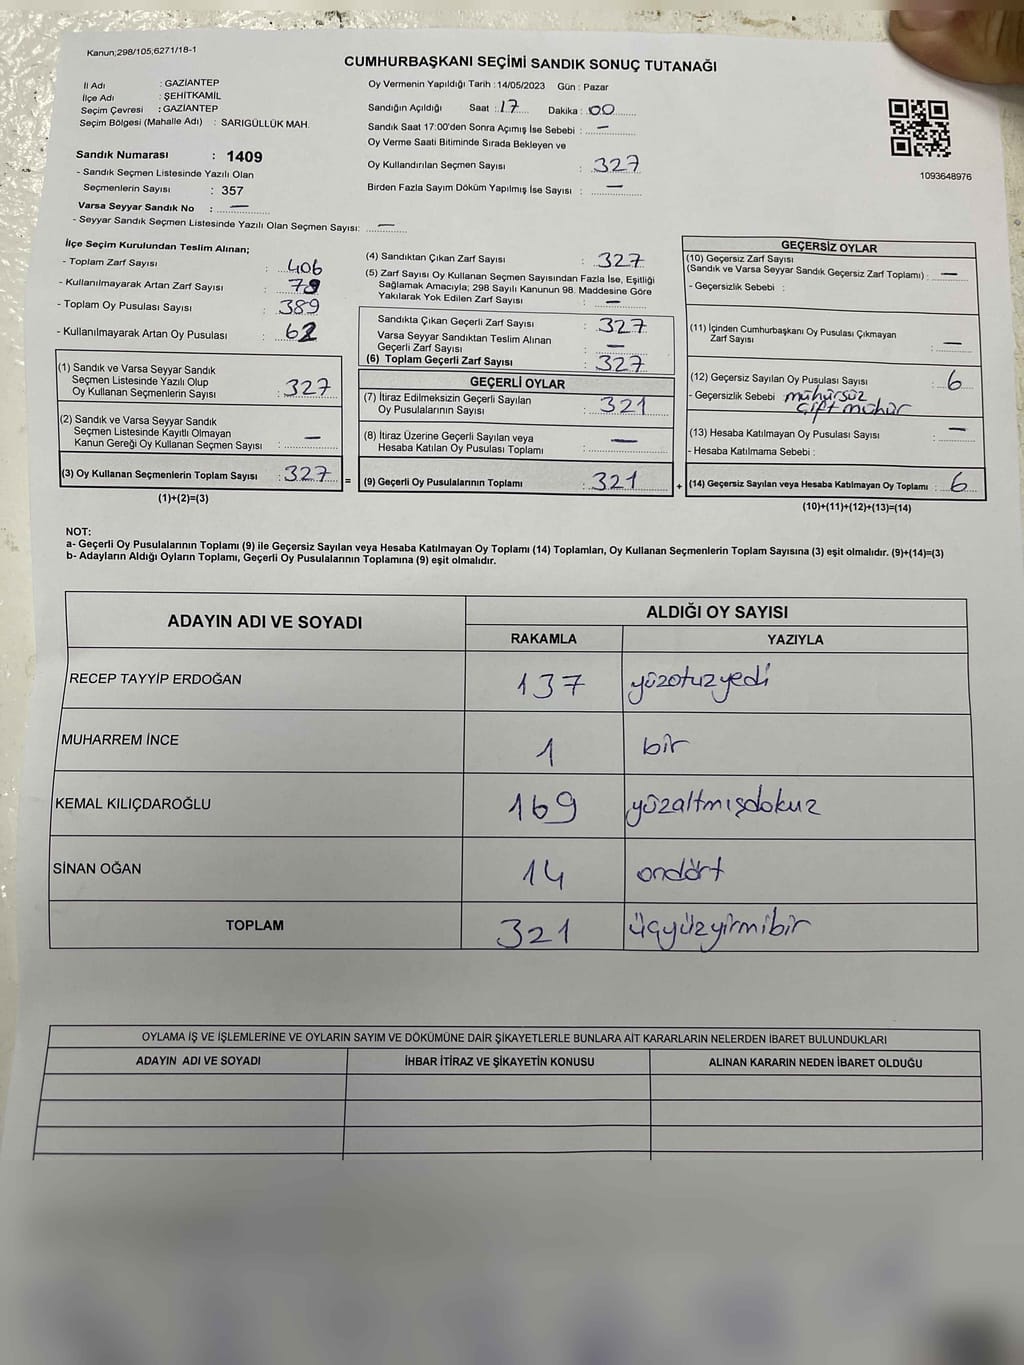 Kanun;298/105;6271/18-1
CUMHURBAŞKANI SEÇİMİ SANDIK SONUÇ TUTANAĞI
İl Adı : GAZİANTEP
İlçe Adı : ŞEHİTKAMİL
Seçim Çevresi : GAZİANTEP
Seçim Bölgesi (Mahalle Adı) : SARIGÜLLÜK MAH.
Oy Vermenin Yapıldığı Tarih : 14/05/2023 Gün : Pazar
Sandığın Açıldığı Saat : 17 Dakika : 00
Sandık Saat 17:00'den Sonra Açımış İse Sebebi : —
Oy Verme Saati Bitiminde Sırada Bekleyen ve
Oy Kullandırılan Seçmen Sayısı : 327
Birden Fazla Sayım Döküm Yapılmış İse Sayısı : —
1093648976
Sandık Numarası : 1409
- Sandık Seçmen Listesinde Yazılı Olan
Seçmenlerin Sayısı : 357
Varsa Seyyar Sandık No : —
- Seyyar Sandık Seçmen Listesinde Yazılı Olan Seçmen Sayısı: —
İlçe Seçim Kurulundan Teslim Alınan;
- Toplam Zarf Sayısı : 406
- Kullanılmayarak Artan Zarf Sayısı : 79
- Toplam Oy Pusulası Sayısı : 389
- Kullanılmayarak Artan Oy Pusulası : 62
(1) Sandık ve Varsa Seyyar Sandık
Seçmen Listesinde Yazılı Olup
Oy Kullanan Seçmenlerin Sayısı : 327
(2) Sandık ve Varsa Seyyar Sandık
Seçmen Listesinde Kayıtlı Olmayan
Kanun Gereği Oy Kullanan Seçmen Sayısı : —
(3) Oy Kullanan Seçmenlerin Toplam Sayısı : 327 =
(1)+(2)=(3)
(4) Sandıktan Çıkan Zarf Sayısı : 327
(5) Zarf Sayısı Oy Kullanan Seçmen Sayısından Fazla İse, Eşitliği
Sağlamak Amacıyla; 298 Sayılı Kanunun 98. Maddesine Göre
Yakılarak Yok Edilen Zarf Sayısı : —
Sandıkta Çıkan Geçerli Zarf Sayısı : 327
Varsa Seyyar Sandıktan Teslim Alınan
Geçerli Zarf Sayısı : —
(6) Toplam Geçerli Zarf Sayısı : 327
GEÇERLİ OYLAR
(7) İtiraz Edilmeksizin Geçerli Sayılan
Oy Pusulalarının Sayısı : 321
(8) İtiraz Üzerine Geçerli Sayılan veya
Hesaba Katılan Oy Pusulası Toplamı : —
(9) Geçerli Oy Pusulalarının Toplamı : 321 +
GEÇERSİZ OYLAR
(10) Geçersiz Zarf Sayısı
(Sandık ve Varsa Seyyar Sandık Geçersiz Zarf Toplamı) : —
- Geçersizlik Sebebi :
(11) İçinden Cumhurbaşkanı Oy Pusulası Çıkmayan
Zarf Sayısı : —
(12) Geçersiz Sayılan Oy Pusulası Sayısı : 6
- Geçersizlik Sebebi : mühürsüz
çift mühür
(13) Hesaba Katılmayan Oy Pusulası Sayısı : —
- Hesaba Katılmama Sebebi :
(14) Geçersiz Sayılan veya Hesaba Katılmayan Oy Toplamı : 6
(10)+(11)+(12)+(13)=(14)
NOT:
a- Geçerli Oy Pusulalarının Toplamı (9) ile Geçersiz Sayılan veya Hesaba Katılmayan Oy Toplamı (14) Toplamları, Oy Kullanan Seçmenlerin Toplam Sayısına (3) eşit olmalıdır. (9)+(14)=(3)
b- Adayların Aldığı Oyların Toplamı, Geçerli Oy Pusulalarının Toplamına (9) eşit olmalıdır.
ADAYIN ADI VE SOYADI
ALDIĞI OY SAYISI
RAKAMLA YAZIYLA
RECEP TAYYİP ERDOĞAN 137 yüzotuzyedi
MUHARREM İNCE 1 bir
KEMAL KILIÇDAROĞLU 169 yüzaltmışdokuz
SİNAN OĞAN 14 ondört
TOPLAM 321 üçyüzyirmibir
OYLAMA İŞ VE İŞLEMLERİNE VE OYLARIN SAYIM VE DÖKÜMÜNE DAİR ŞİKAYETLERLE BUNLARA AİT KARARLARIN NELERDEN İBARET BULUNDUKLARI
ADAYIN ADI VE SOYADI İHBAR İTİRAZ VE ŞİKAYETİN KONUSU ALINAN KARARIN NEDEN İBARET OLDUĞU